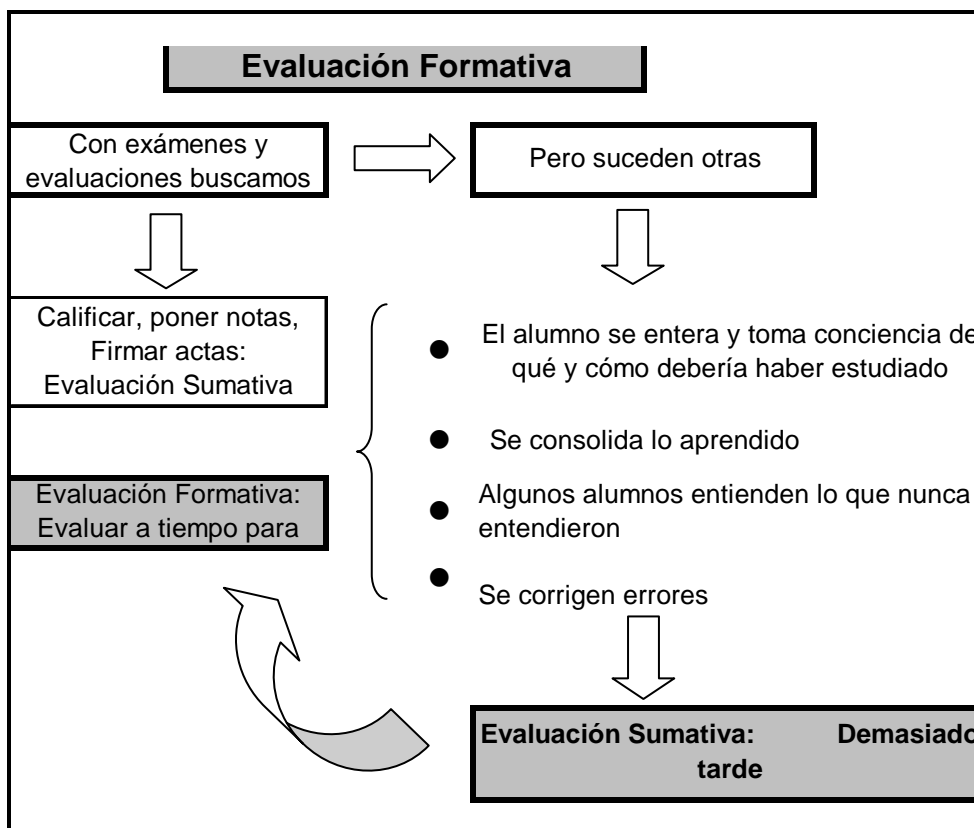 Evaluación Formativa
Con exámenes y
evaluaciones buscamos
Pero suceden otras
Calificar, poner notas,
Firmar actas:
Evaluación Sumativa
Evaluación Formativa:
Evaluar a tiempo para
● El alumno se entera y toma conciencia de
qué y cómo debería haber estudiado
● Se consolida lo aprendido
● Algunos alumnos entienden lo que nunca
entendieron
● Se corrigen errores
Evaluación Sumativa: Demasiado
tarde